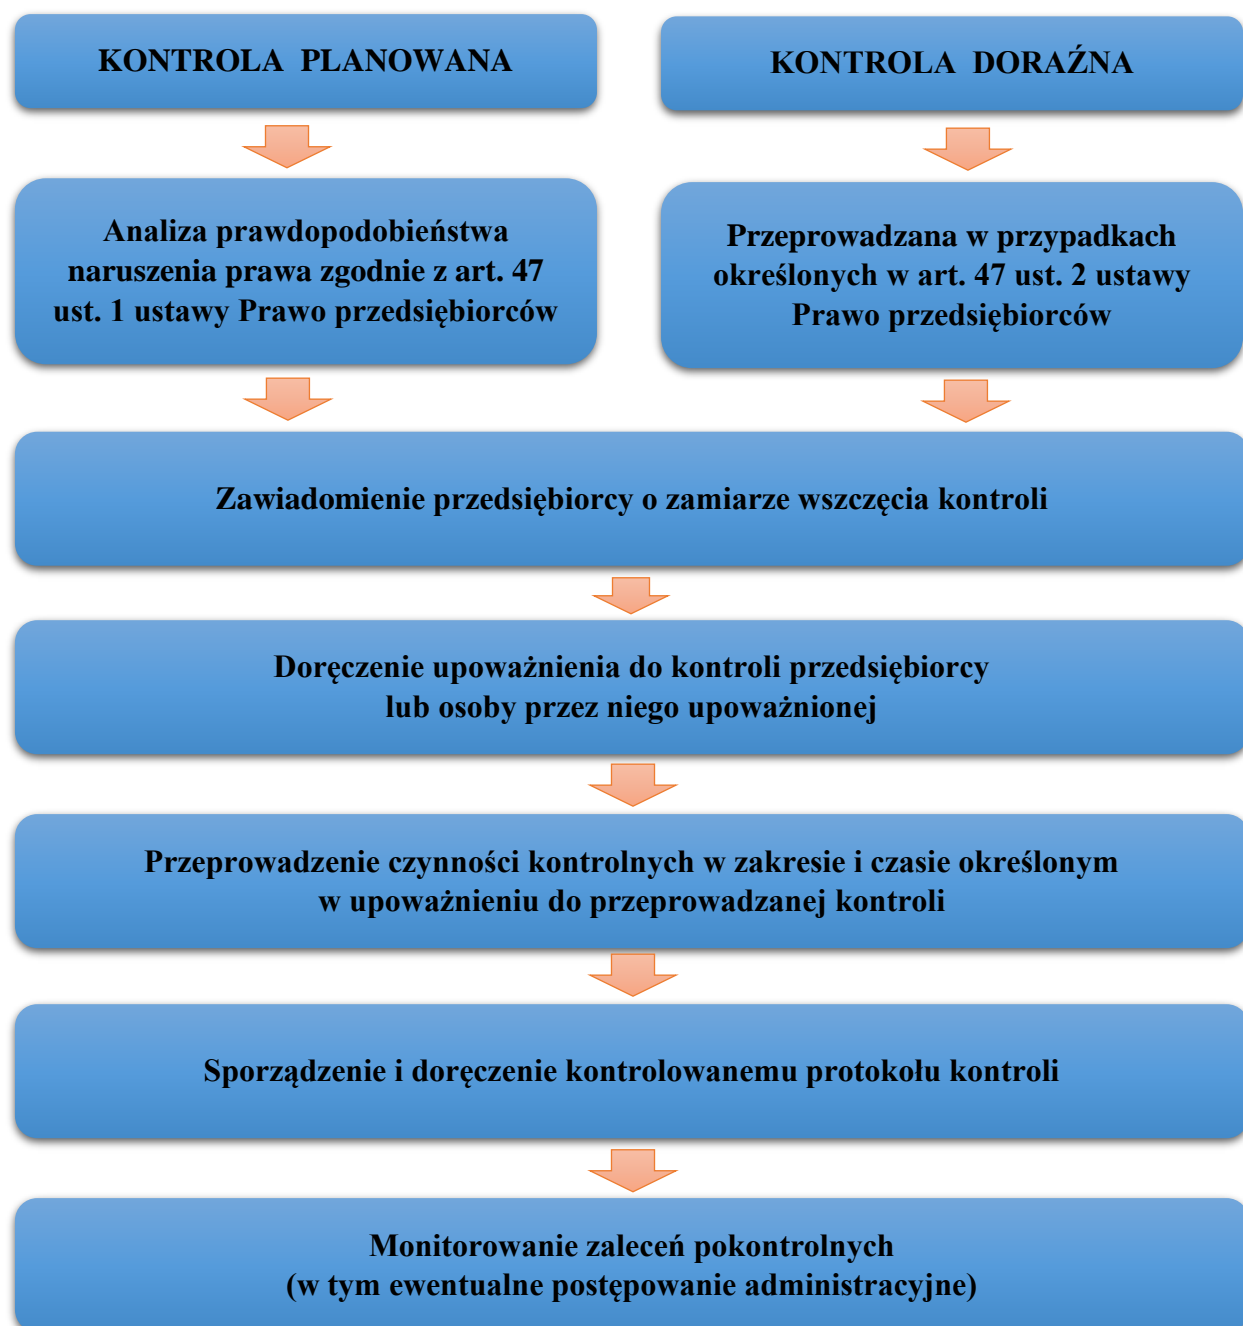 KONTROLA PLANOWANA
KONTROLA DORAŹNA
Analiza prawdopodobieństwa
naruszenia prawa zgodnie z art. 47
ust. 1 ustawy Prawo przedsiębiorców
Przeprowadzana w przypadkach
określonych w art. 47 ust. 2 ustawy
Prawo przedsiębiorców
Zawiadomienie przedsiębiorcy o zamiarze wszczęcia kontroli
Doręczenie upoważnienia do kontroli przedsiębiorcy
lub osoby przez niego upoważnionej
Przeprowadzenie czynności kontrolnych w zakresie i czasie określonym
w upoważnieniu do przeprowadzanej kontroli
Sporządzenie i doręczenie kontrolowanemu protokołu kontroli
Monitorowanie zaleceń pokontrolnych
(w tym ewentualne postępowanie administracyjne)